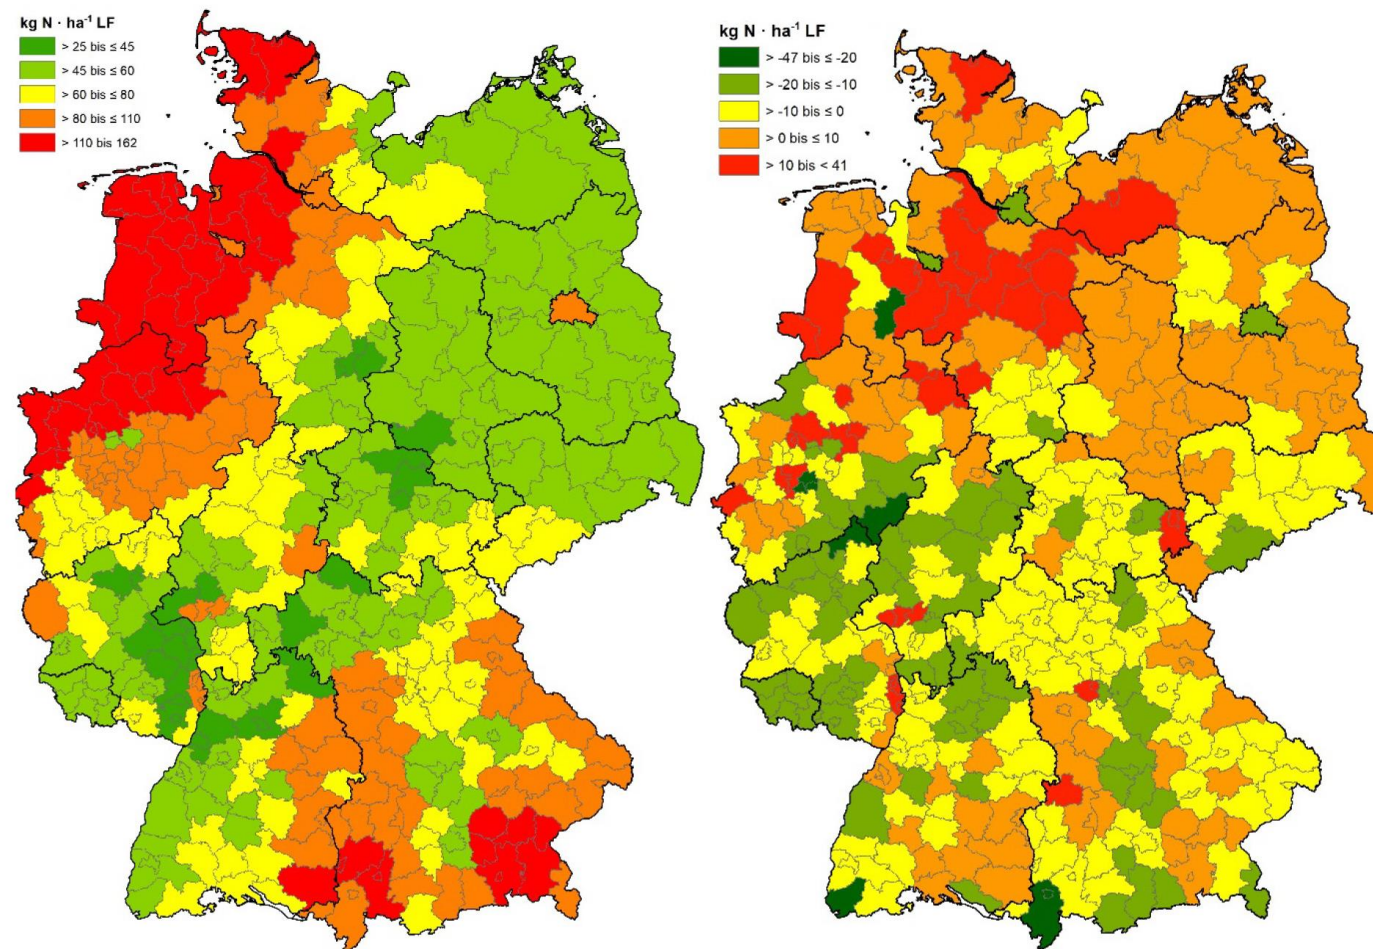 kg N · ha⁻¹ LF
> 25 bis ≤ 45
> 45 bis ≤ 60
> 60 bis ≤ 80
> 80 bis ≤ 110
> 110 bis 162
kg N · ha⁻¹ LF
> -47 bis ≤ -20
> -20 bis ≤ -10
> -10 bis ≤ 0
> 0 bis ≤ 10
> 10 bis < 41